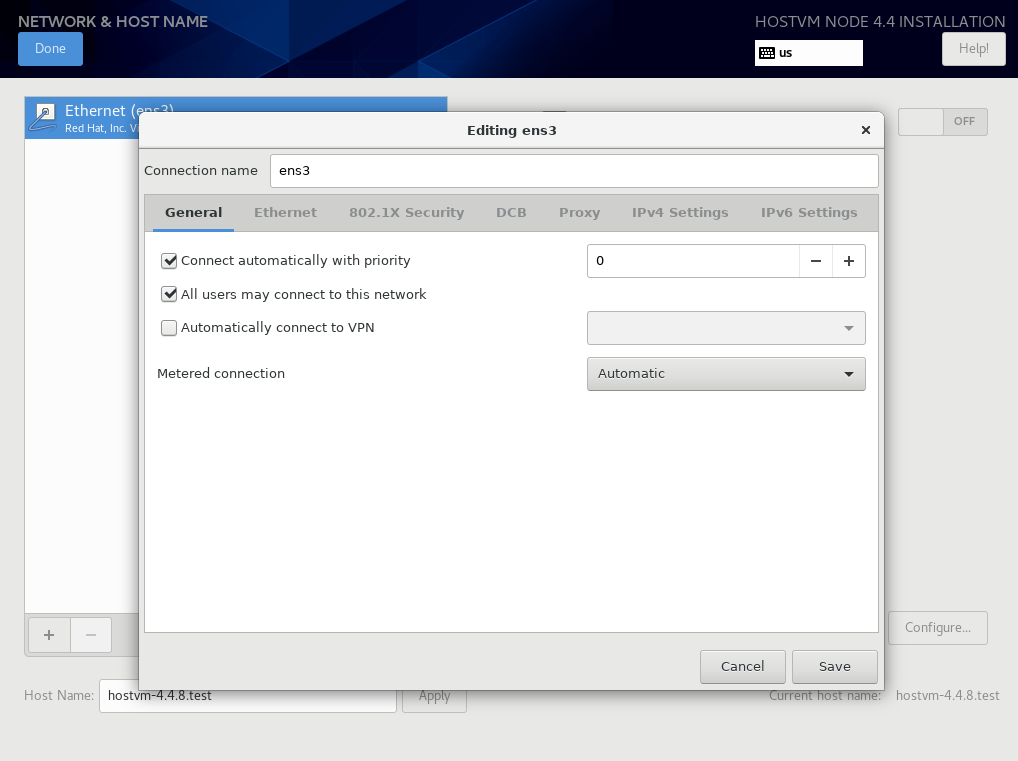 NETWORK & HOST NAME
HOSTVM NODE 4.4 INSTALLATION
Done
us
Help!
Ethernet (ens3)
Red Hat, Inc.
OFF
Editing ens3
Connection name
ens3
General
Ethernet
802.1X Security
DCB
Proxy
IPv4 Settings
IPv6 Settings
Connect automatically with priority
0
All users may connect to this network
Automatically connect to VPN
Metered connection
Automatic
Configure...
Cancel
Save
Host Name:
hostvm-4.4.8.test
Apply
Current host name:
hostvm-4.4.8.test